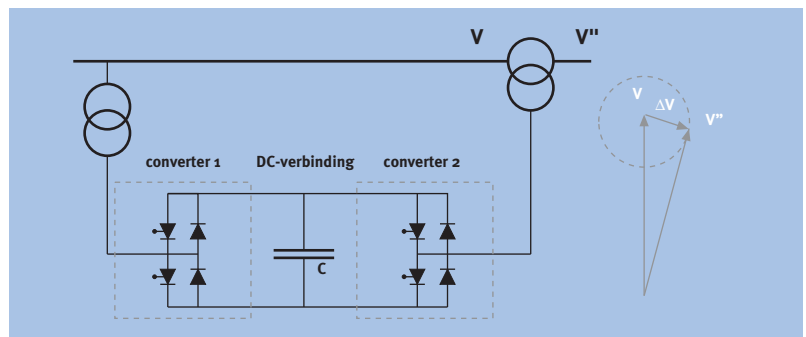 V V"
V
ΔV
V"
converter 1 DC-verbinding converter 2
C